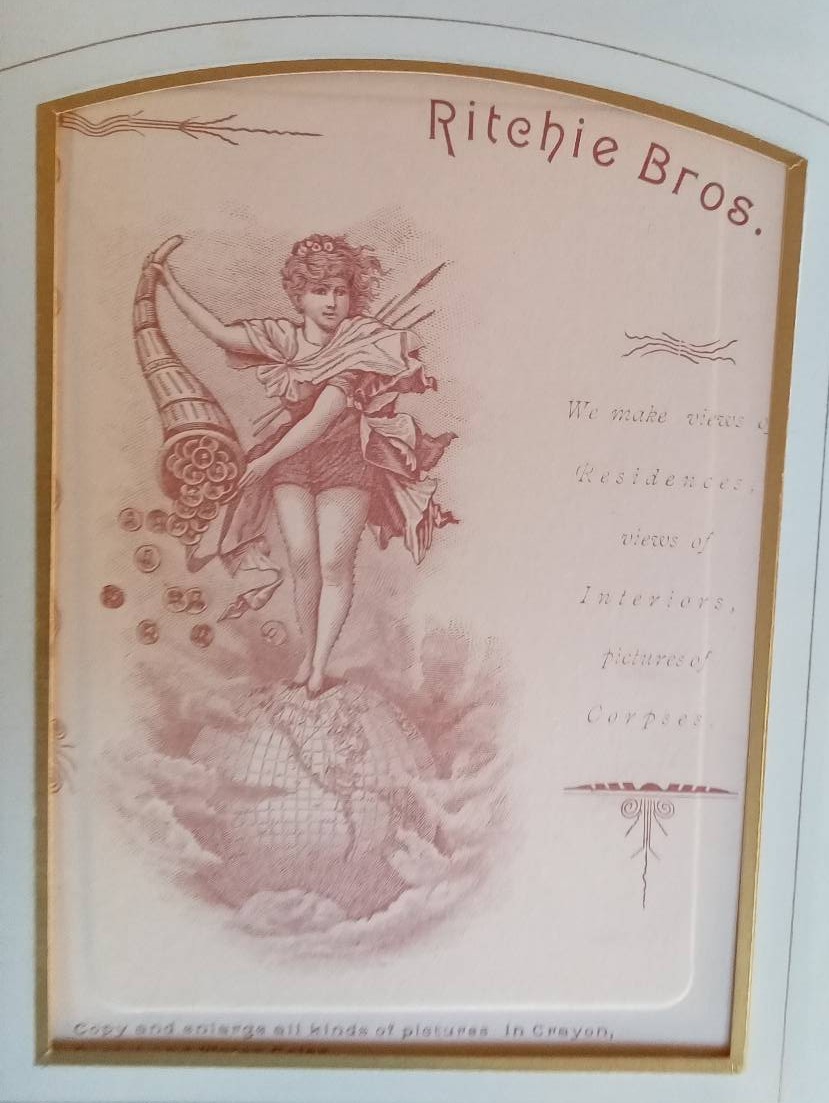 Ritchie Bros.
We make views
Residences,
views of
Interiors,
pictures of
Corpses.
Copy and enlarge all kinds of pictures in Crayon,